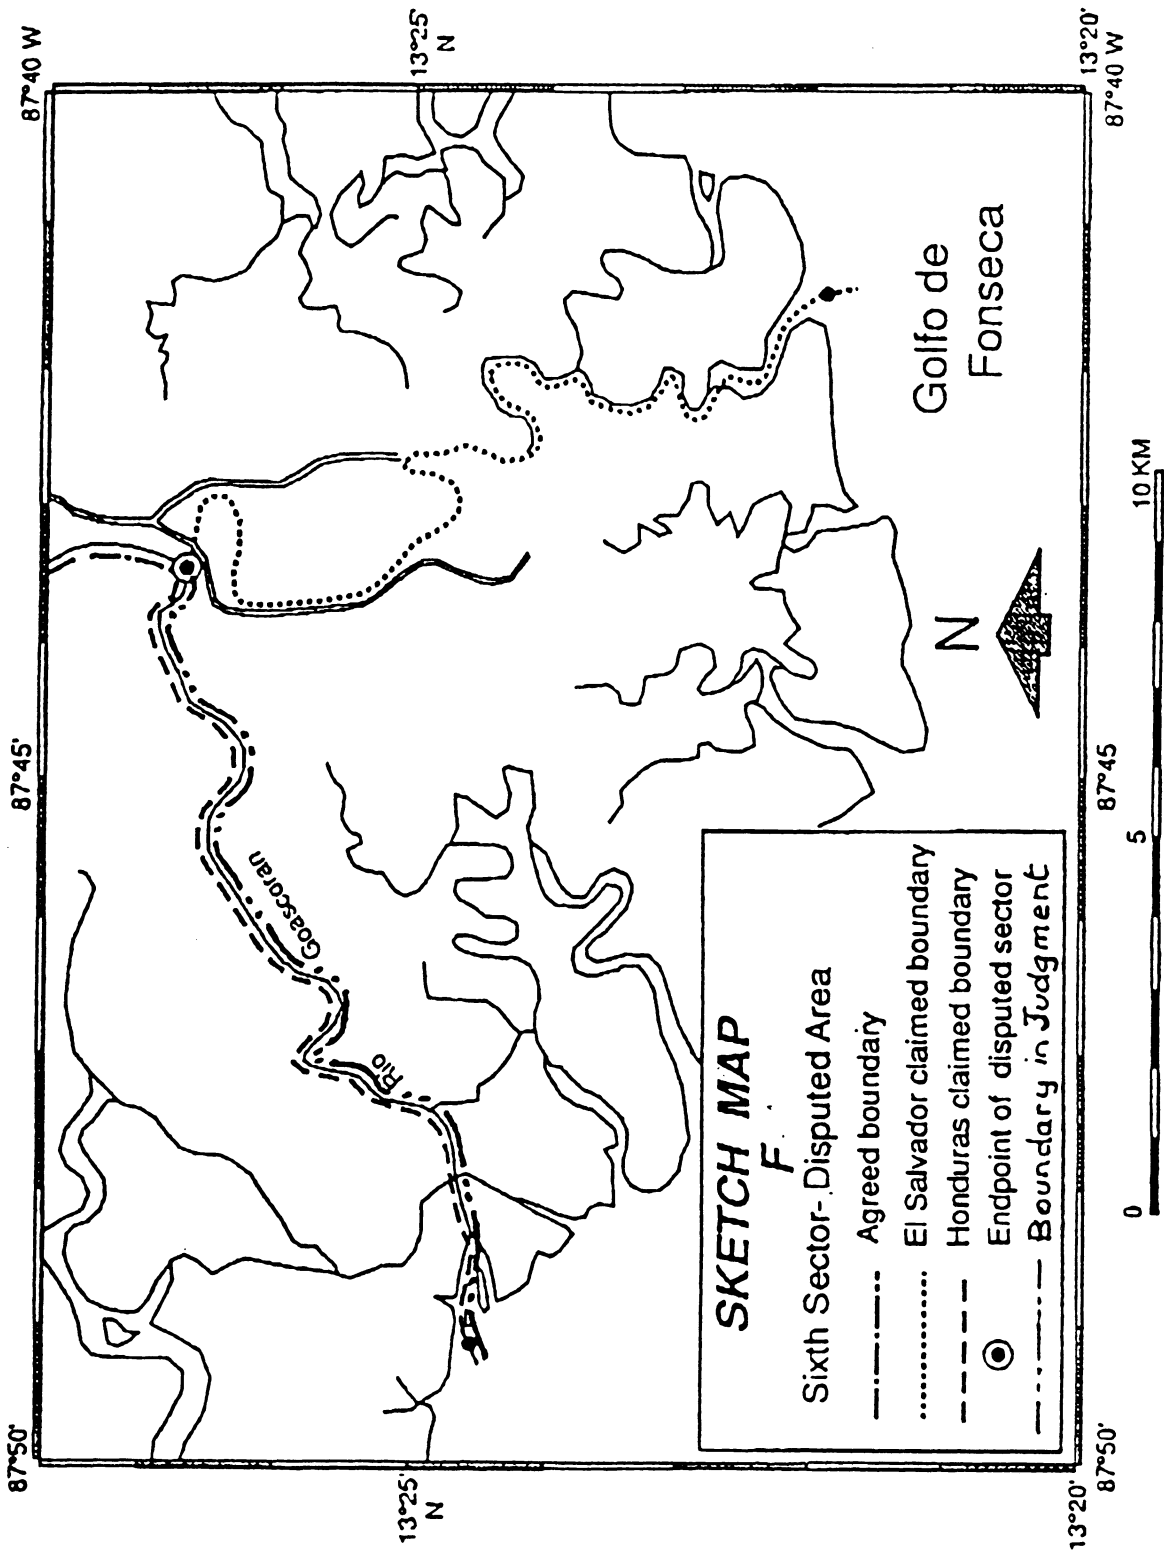 87°50'
87°45'
87°40 W
13°25'
N
13°25'
N
Rio
Goascoran
Golfo de
Fonseca
N
SKETCH MAP
F
Sixth Sector-Disputed Area
Agreed boundary
El Salvador claimed boundary
Honduras claimed boundary
Endpoint of disputed sector
Boundary in Judgment
13°20'
13°20'
87°50'
87°45
87°40 W
0
5
10 KM